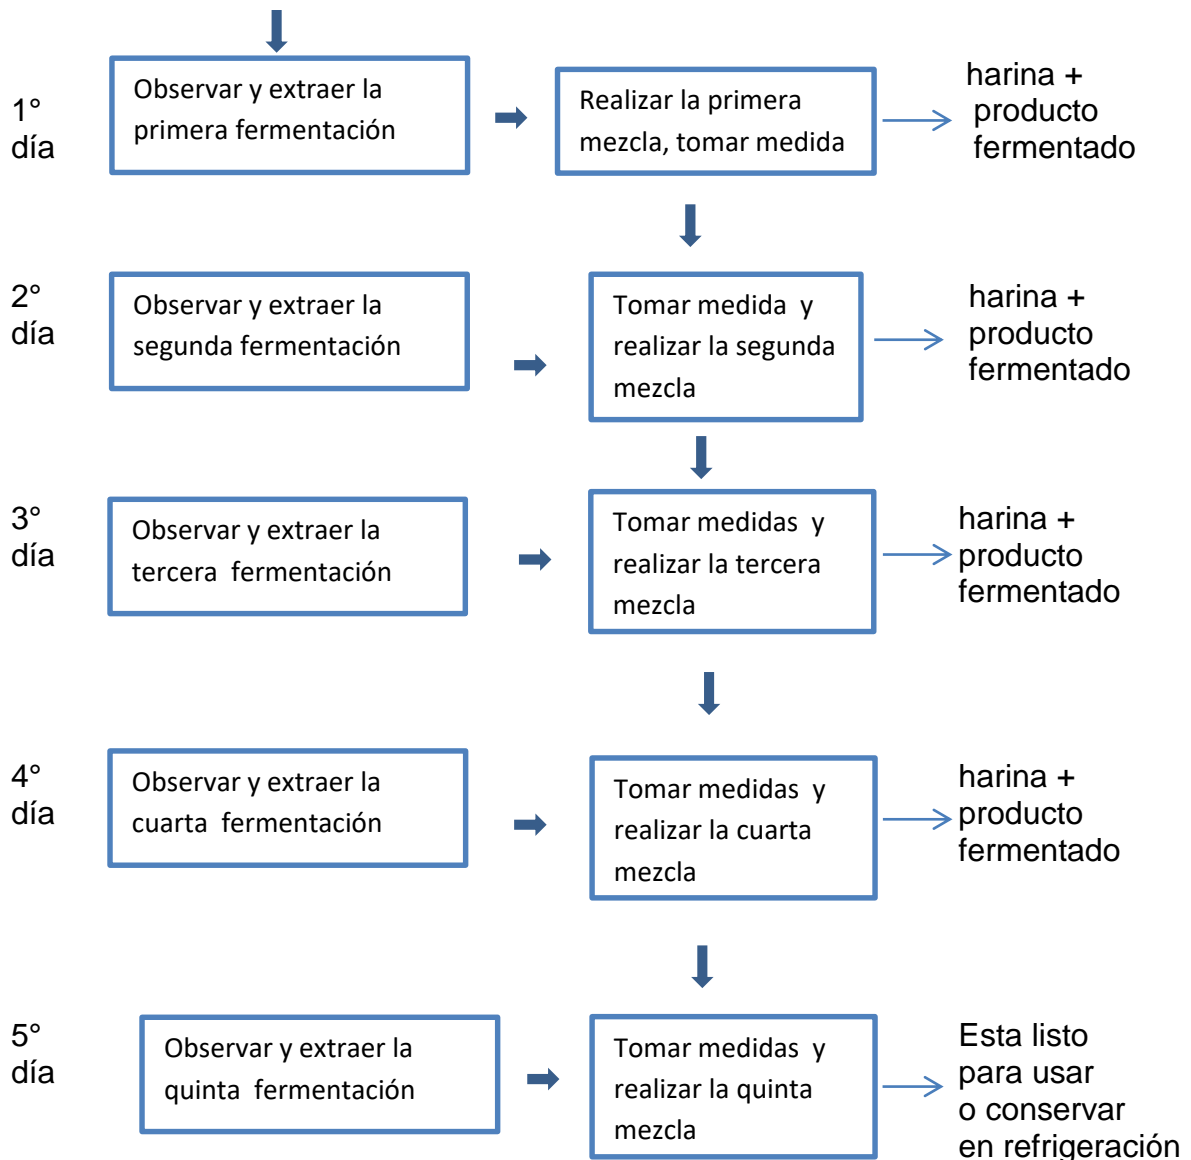 1°
día
Observar y extraer la
primera fermentación
Realizar la primera
mezcla, tomar medida
harina +
producto
fermentado
2°
día
Observar y extraer la
segunda fermentación
Tomar medida y
realizar la segunda
mezcla
harina +
producto
fermentado
3°
día
Observar y extraer la
tercera fermentación
Tomar medidas y
realizar la tercera
mezcla
harina +
producto
fermentado
4°
día
Observar y extraer la
cuarta fermentación
Tomar medidas y
realizar la cuarta
mezcla
harina +
producto
fermentado
5°
día
Observar y extraer la
quinta fermentación
Tomar medidas y
realizar la quinta
mezcla
Esta listo
para usar
o conservar
en refrigeración